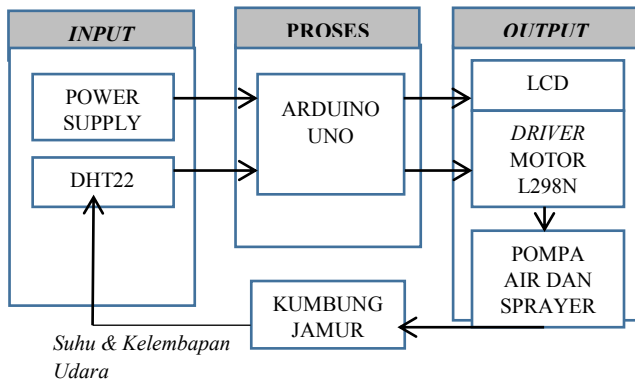 INPUT
PROSES
OUTPUT
POWER
SUPPLY
DHT22
ARDUINO
UNO
LCD
DRIVER
MOTOR
L298N
POMPA
AIR DAN
SPRAYER
KUMBUNG
JAMUR
Suhu & Kelembapan
Udara